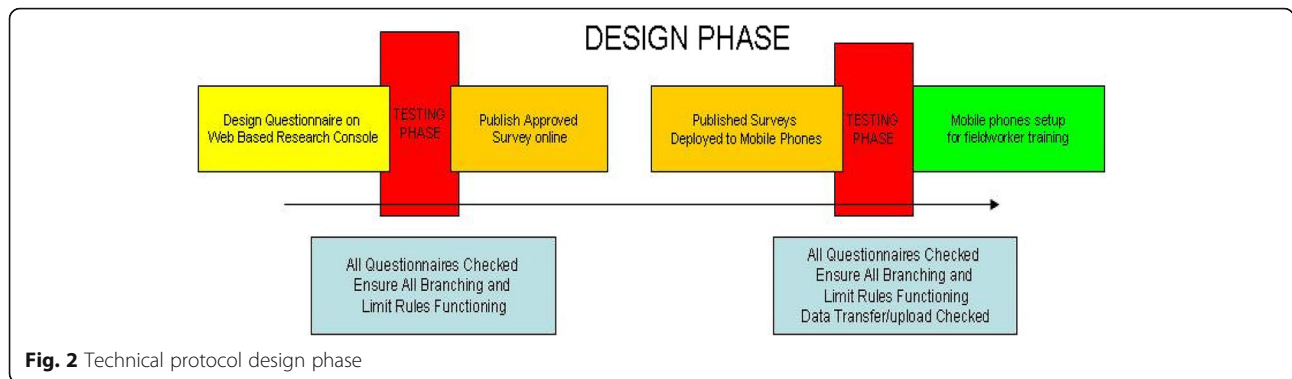 DESIGN PHASE
Design Questionnaire on
Web Based Research Console
TESTING
PHASE
Publish Approved
Survey online
Published Surveys
Deployed to Mobile Phones
TESTING
PHASE
Mobile phones setup
for fieldworker training
All Questionnaires Checked
Ensure All Branching and
Limit Rules Functioning
All Questionnaires Checked
Ensure All Branching and
Limit Rules Functioning
Data Transfer/upload Checked
Fig. 2 Technical protocol design phase